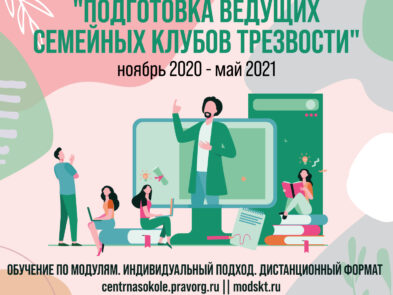 "ПОДГОТОВКА ВЕДУЩИХ
СЕМЕЙНЫХ КЛУБОВ ТРЕЗВОСТИ"
ноябрь 2020 - май 2021
ОБУЧЕНИЕ ПО МОДУЛЯМ. ИНДИВИДУАЛЬНЫЙ ПОДХОД. ДИСТАНЦИОННЫЙ ФОРМАТ
centrnasokole.pravorg.ru || modskt.ru